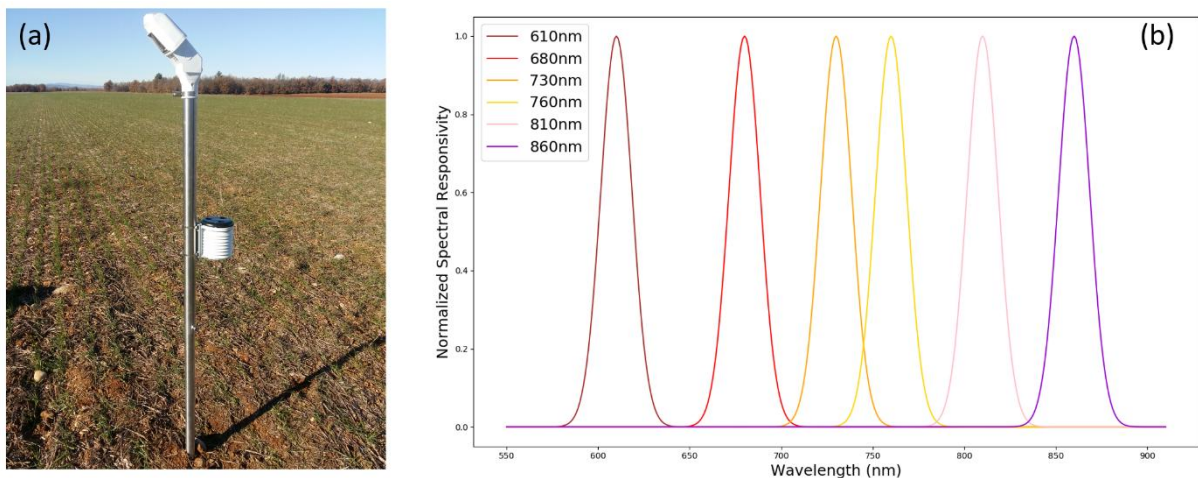 (a)
(b)
610nm
680nm
730nm
760nm
810nm
860nm
Normalized Spectral Responsivity
1.0
0.8
0.6
0.4
0.2
0.0
550
600
650
700
750
800
850
900
Wavelength (nm)